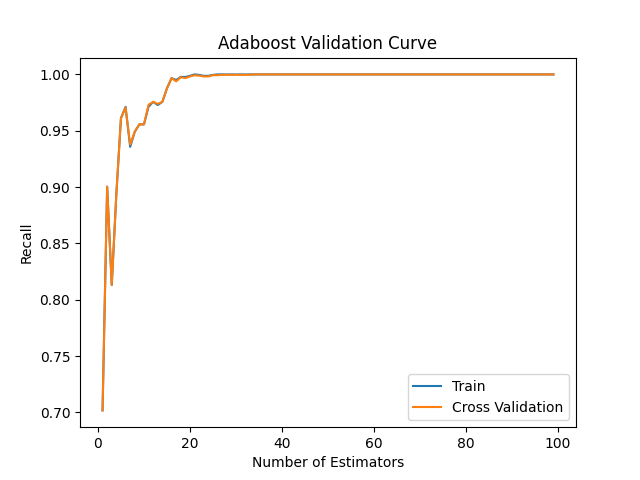 Adaboost Validation Curve
1.00
0.95
0.90
0.85
0.80
0.75
0.70
Recall
Train
Cross Validation
0 20 40 60 80 100
Number of Estimators